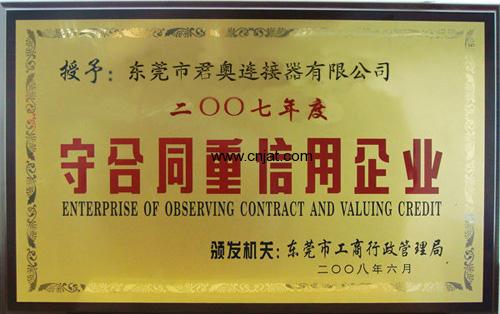 授予：东莞市君奥连接器有限公司
二〇〇七年度
守合同重信用企业
www.cnjat.com
ENTERPRISE OF OBSERVING CONTRACT AND VALUING CREDIT
颁发机关：东莞市工商行政管理局
二〇〇八年六月